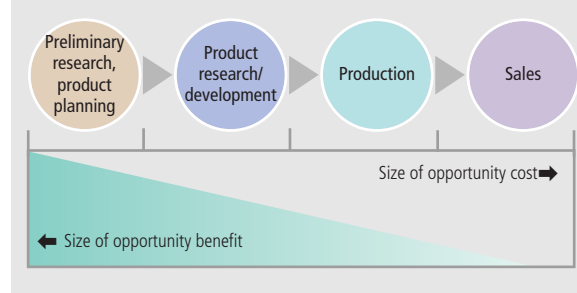 Preliminary
research,
product
planning
Product
research/
development
Production
Sales
Size of opportunity cost
Size of opportunity benefit